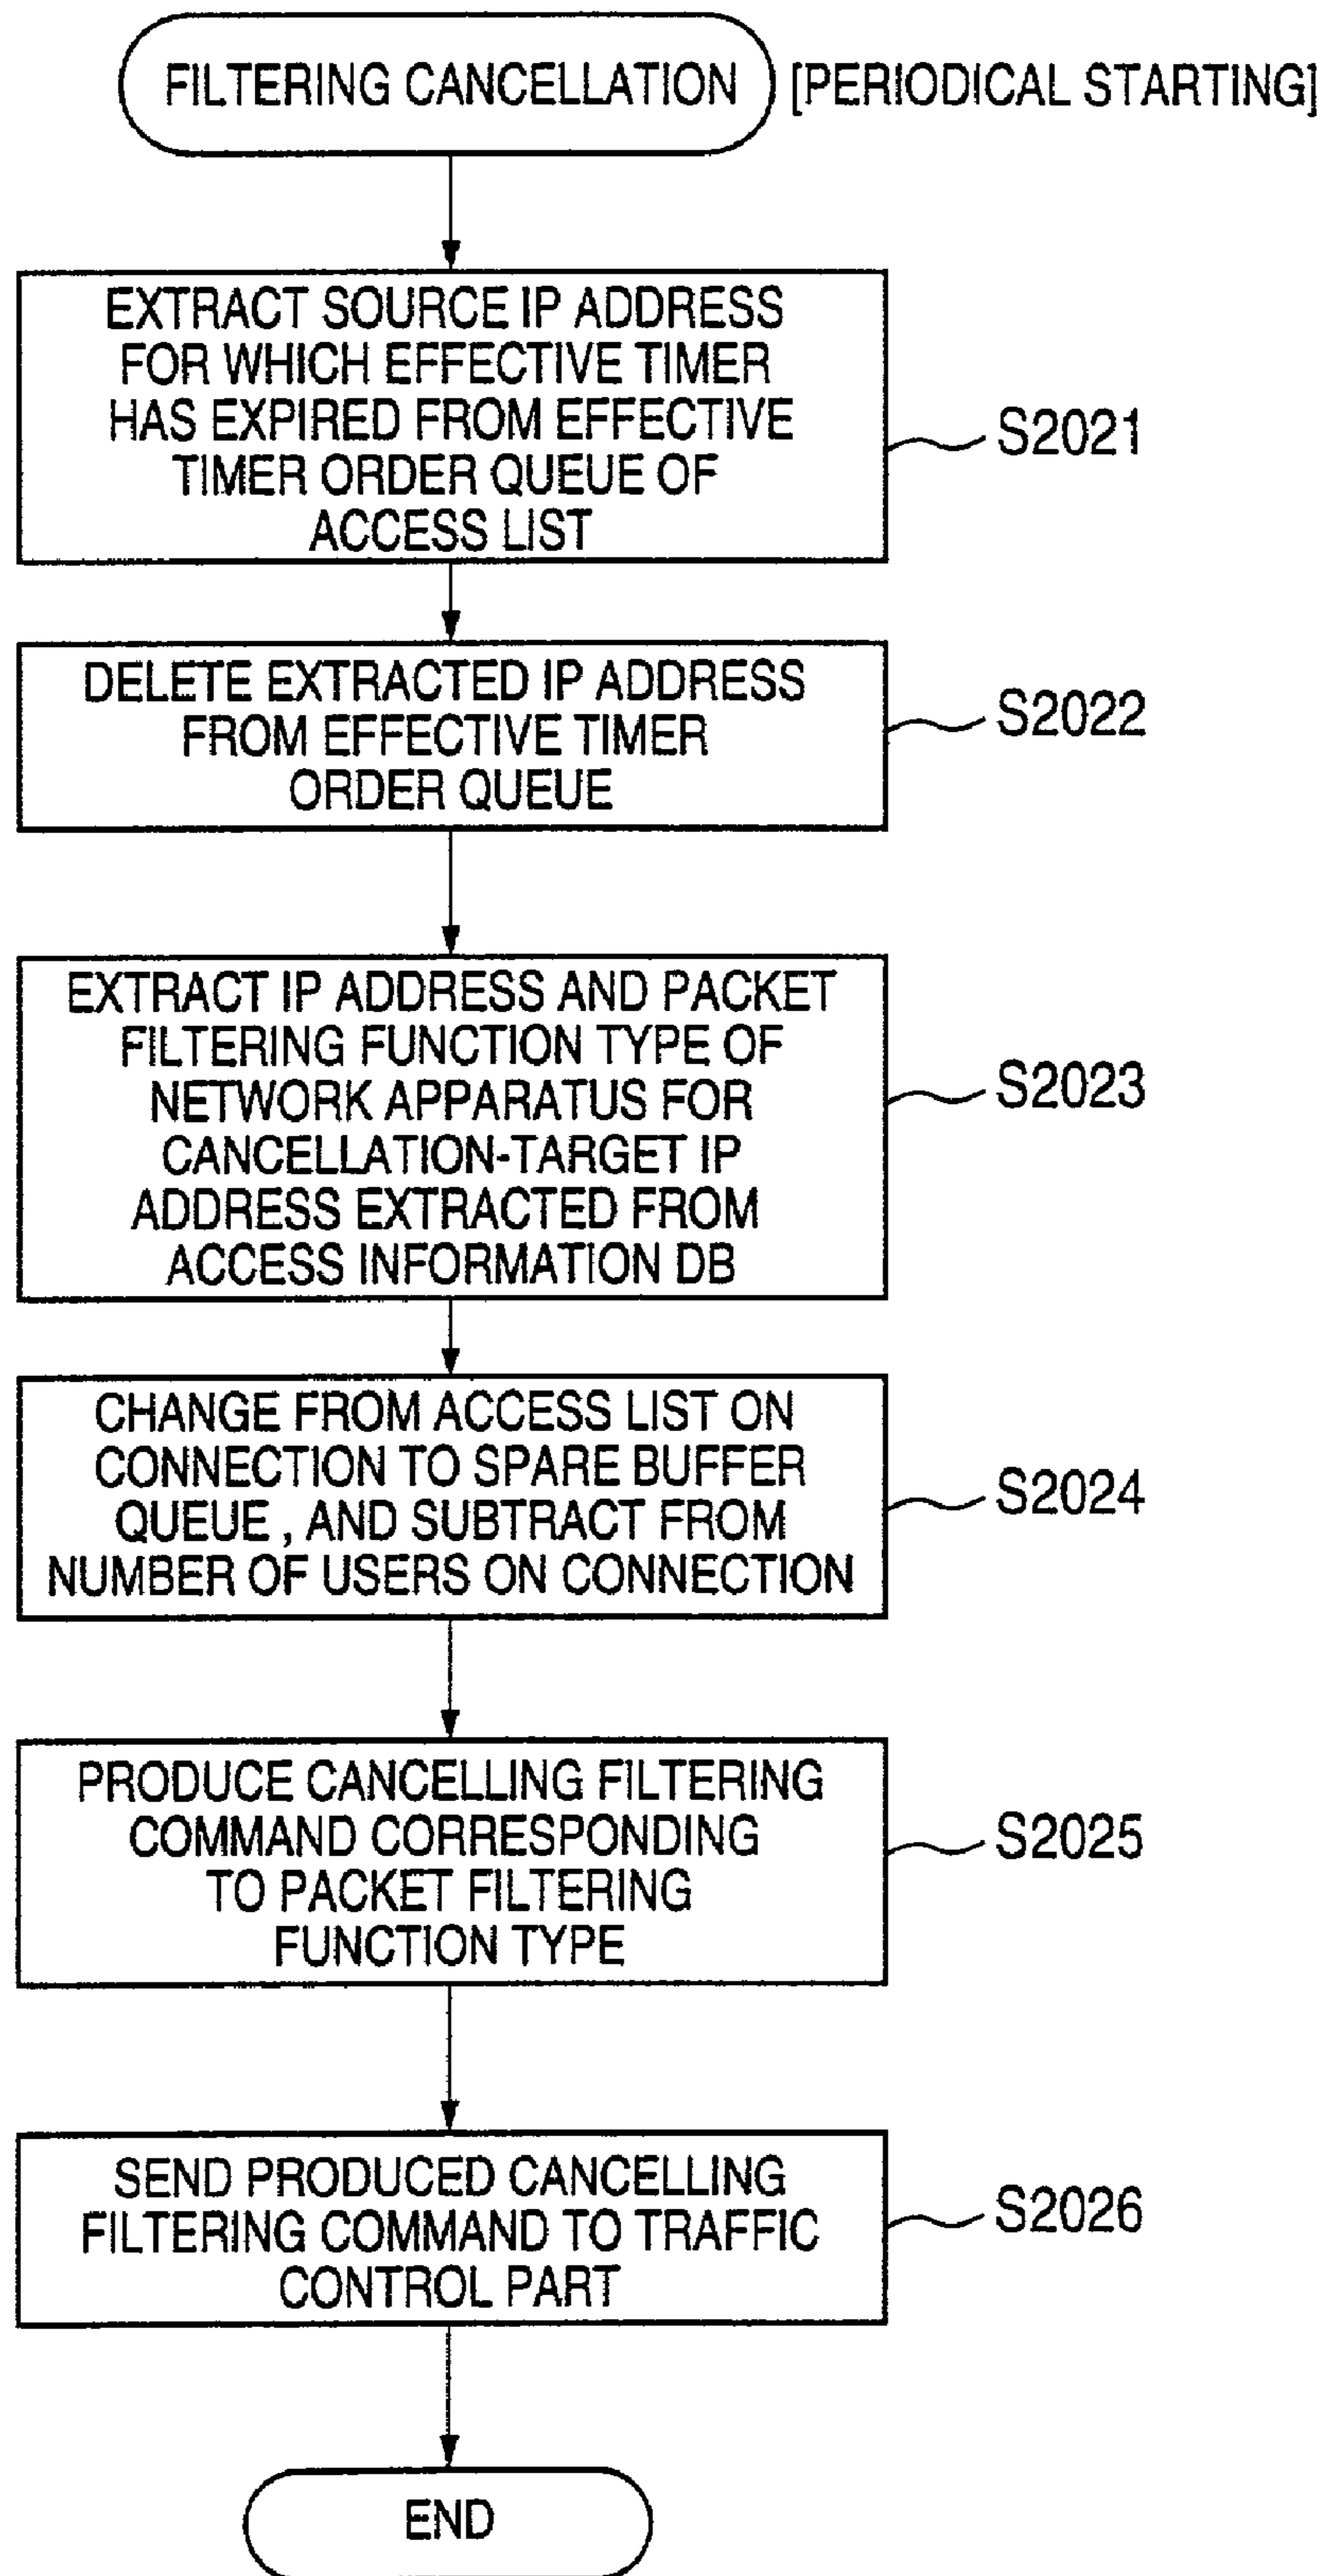 FILTERING CANCELLATION [PERIODICAL STARTING]
EXTRACT SOURCE IP ADDRESS
FOR WHICH EFFECTIVE TIMER
HAS EXPIRED FROM EFFECTIVE
TIMER ORDER QUEUE OF
ACCESS LIST
S2021
DELETE EXTRACTED IP ADDRESS
FROM EFFECTIVE TIMER
ORDER QUEUE
S2022
EXTRACT IP ADDRESS AND PACKET
FILTERING FUNCTION TYPE OF
NETWORK APPARATUS FOR
CANCELLATION-TARGET IP
ADDRESS EXTRACTED FROM
ACCESS INFORMATION DB
S2023
CHANGE FROM ACCESS LIST ON
CONNECTION TO SPARE BUFFER
QUEUE , AND SUBTRACT FROM
NUMBER OF USERS ON CONNECTION
S2024
PRODUCE CANCELLING FILTERING
COMMAND CORRESPONDING
TO PACKET FILTERING
FUNCTION TYPE
S2025
SEND PRODUCED CANCELLING
FILTERING COMMAND TO TRAFFIC
CONTROL PART
S2026
END